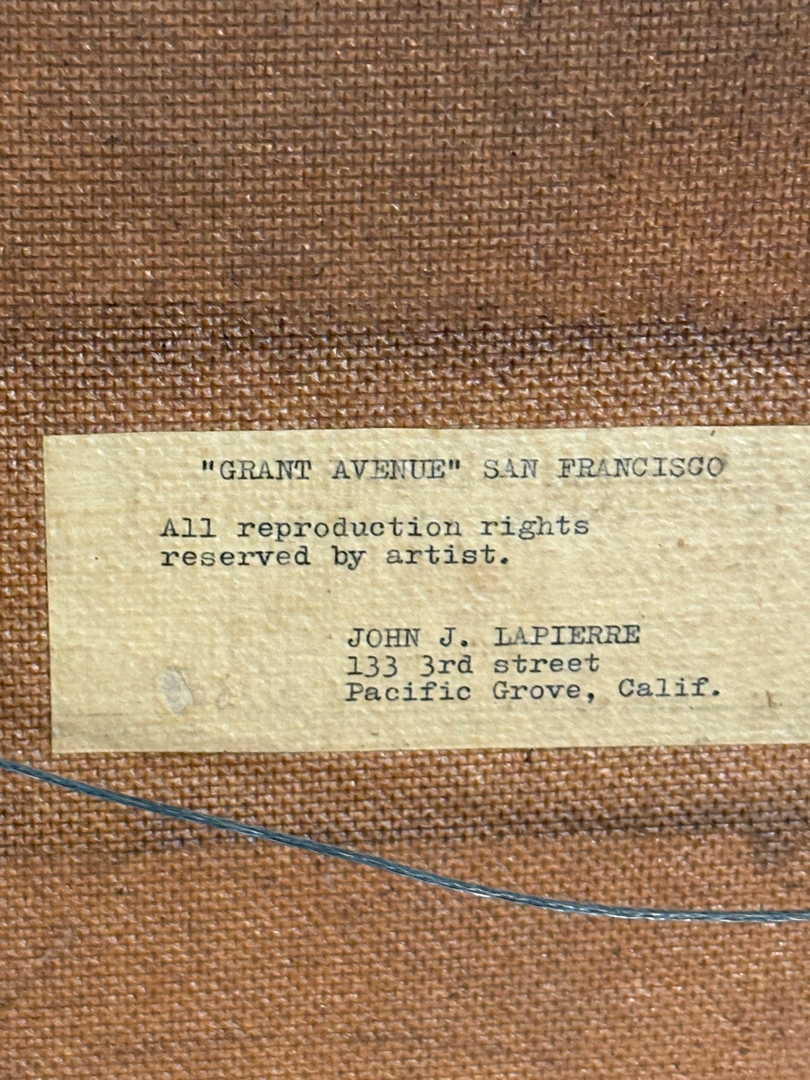 "GRANT AVENUE" SAN FRANCISCO
All reproduction rights
reserved by artist.
JOHN J. LAPIERRE
133 3rd street
Pacific Grove, Calif.